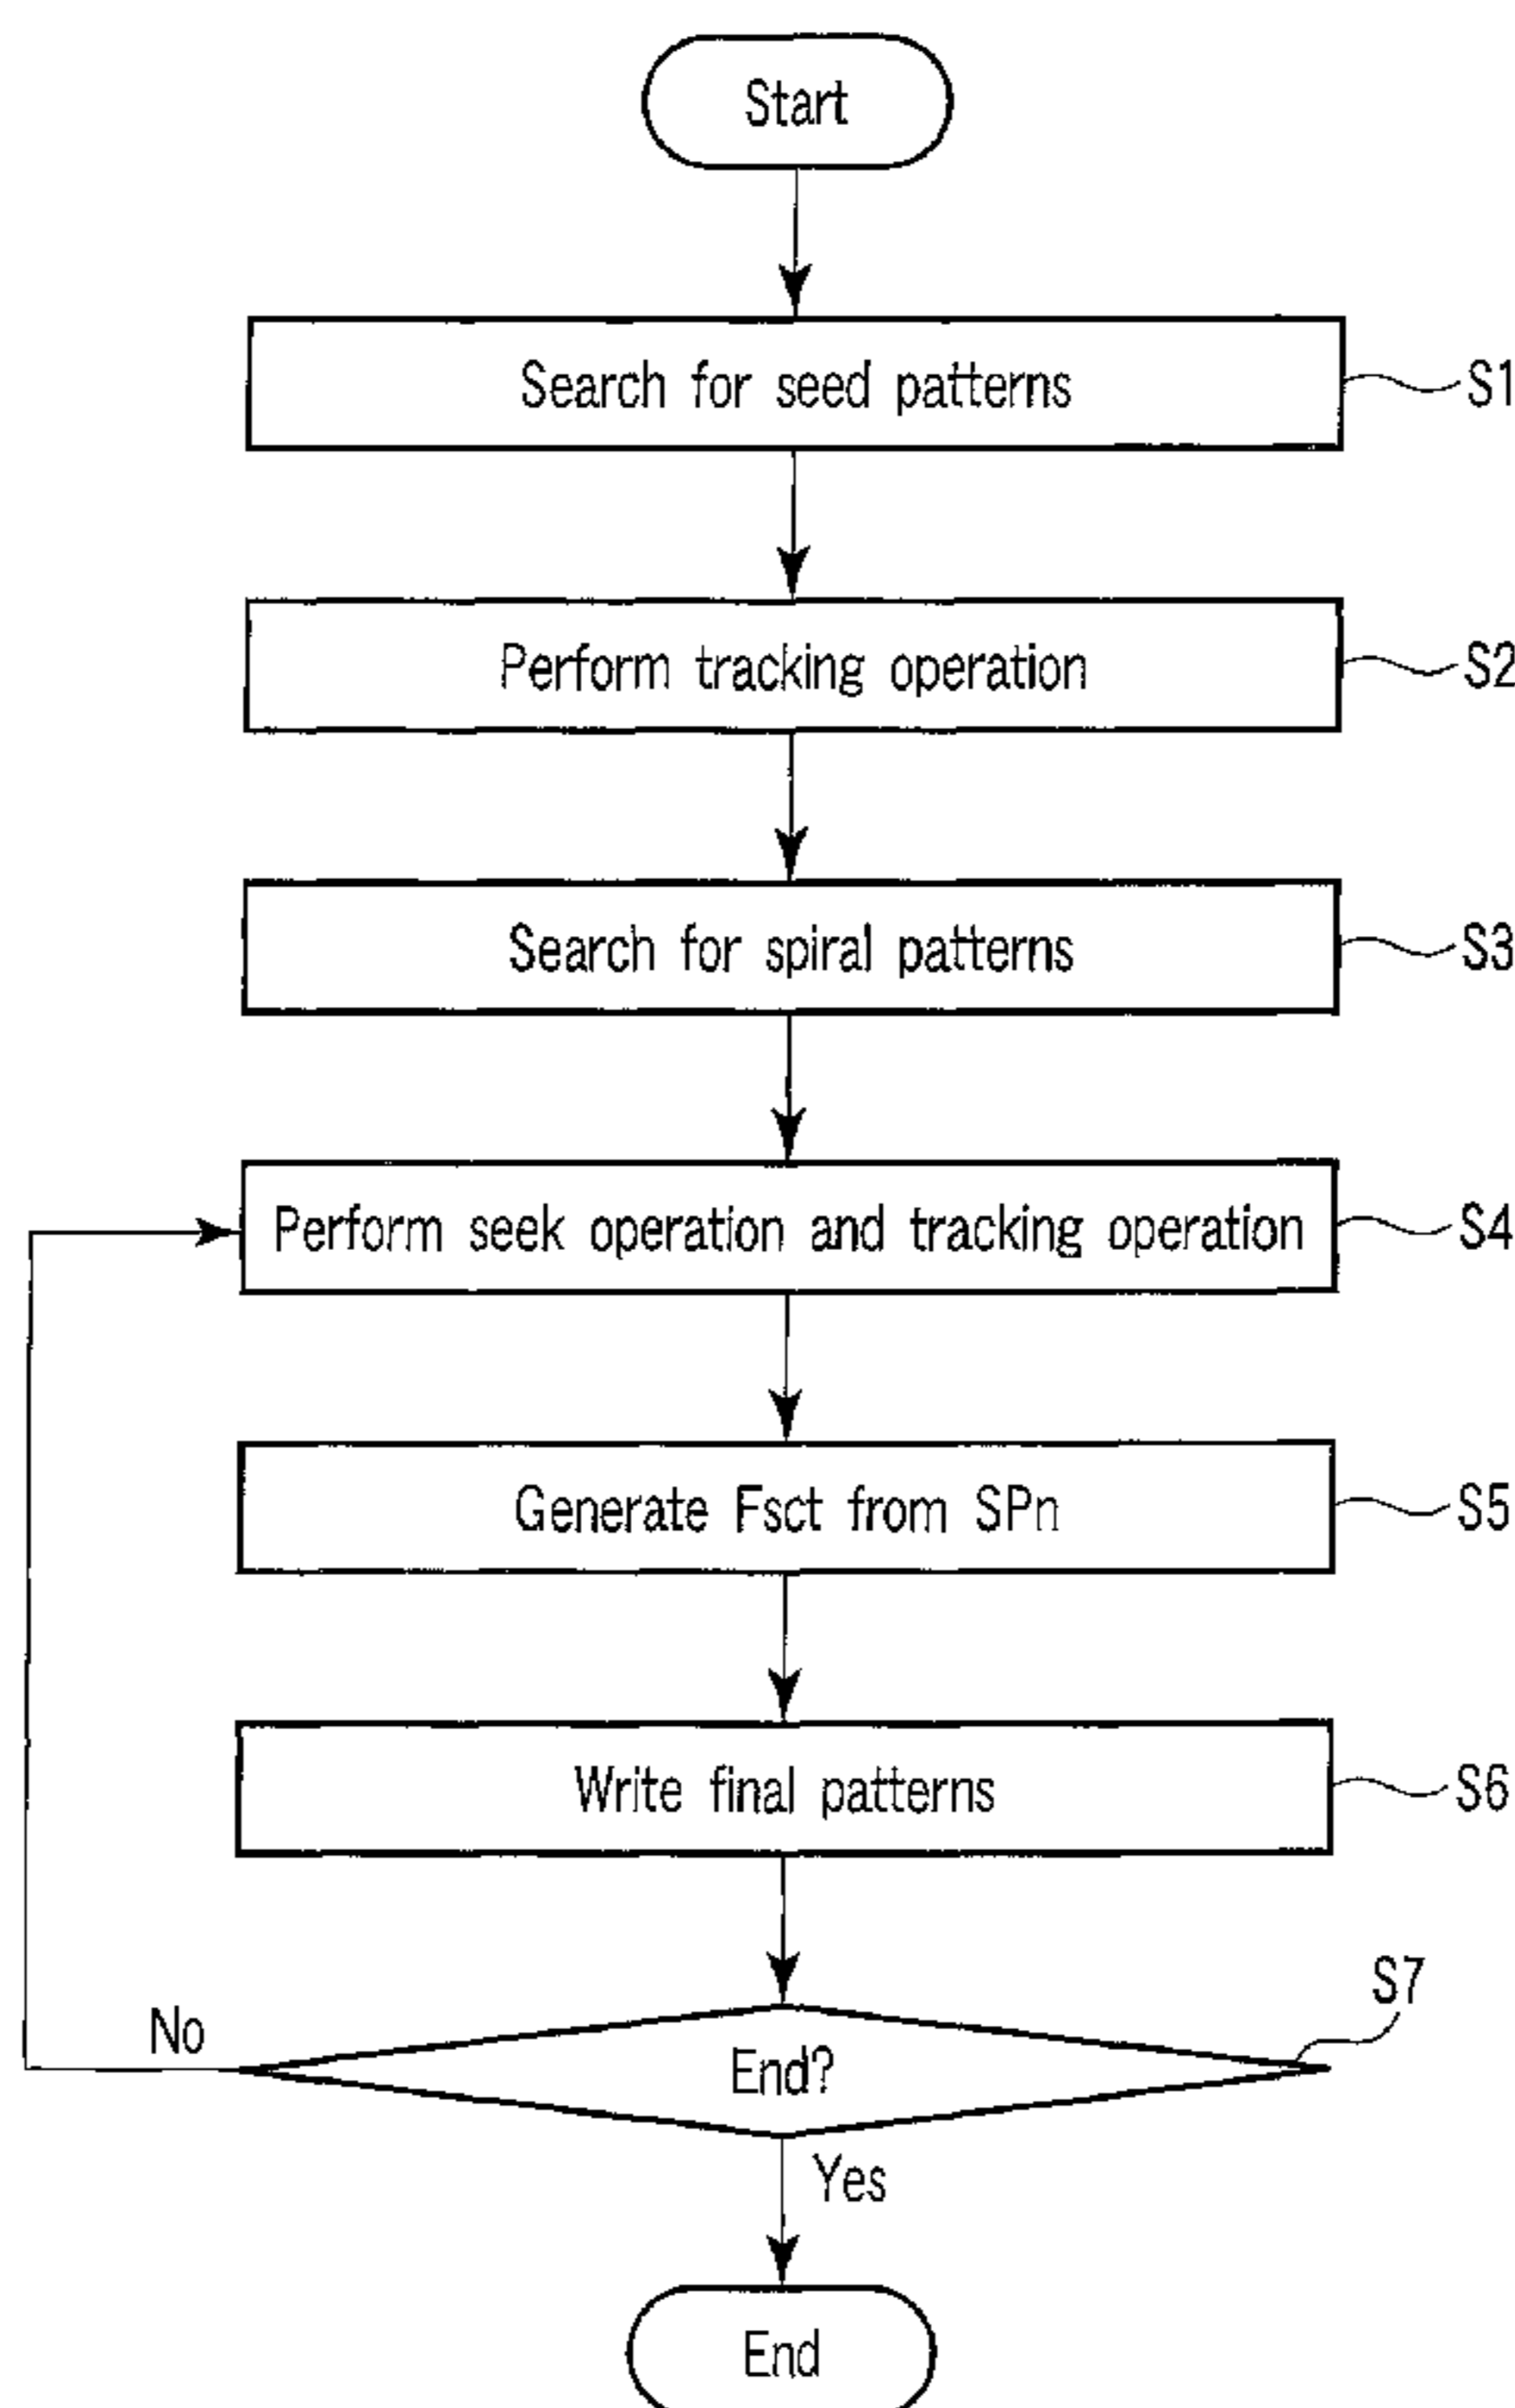 Start
Search for seed patterns
S1
Perform tracking operation
S2
Search for spiral patterns
S3
Perform seek operation and tracking operation
S4
Generate Fsct from SPn
S5
Write final patterns
S6
S7
No
End?
Yes
End